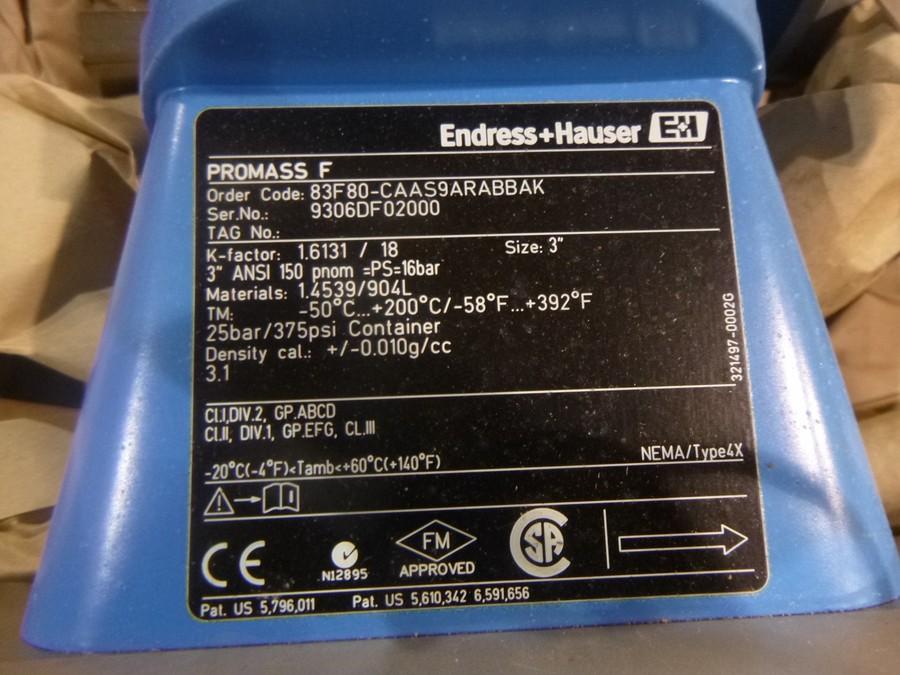 Endress+Hauser E+H
PROMASS F
Order Code: 83F80-CAAS9ARABBAK
Ser.No.: 9306DF02000
TAG No.:
K-factor: 1.6131 / 18 Size: 3"
3" ANSI 150 pnom =PS=16bar
Materials: 1.4539/904L
TM: -50°C...+200°C/-58°F...+392°F
25bar/375psi Container
Density cal.: +/-0.010g/cc
3.1
321497-0002G
Cl.I,DIV.2, GP.ABCD
Cl.II, DIV.1, GP.EFG, CL.III
-20°C(-4°F)<Tamb<+60°C(+140°F) NEMA/Type4X
CE N12895 FM APPROVED CSA
Pat. US 5,796,011 Pat. US 5,610,342 6,591,656